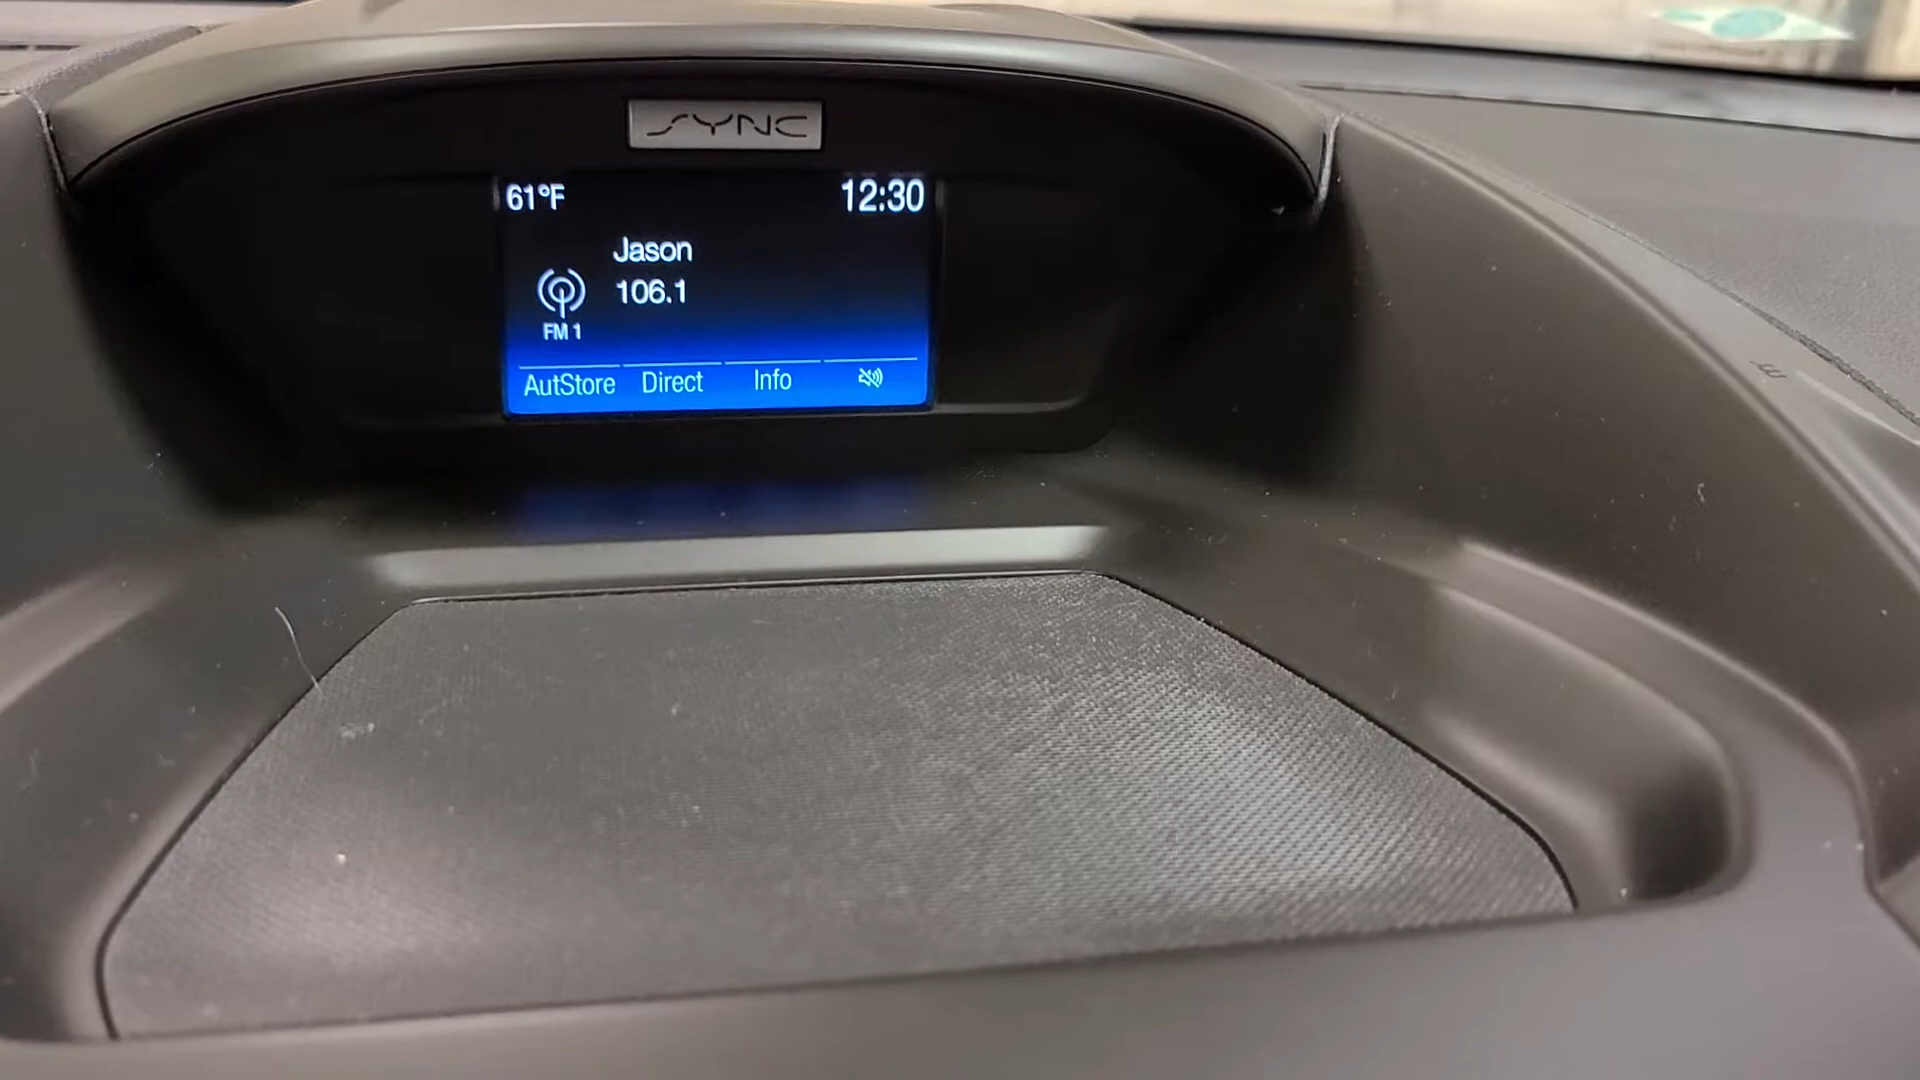 SYNC
61°F 12:30
Jason
106.1
FM 1
AutStore Direct Info